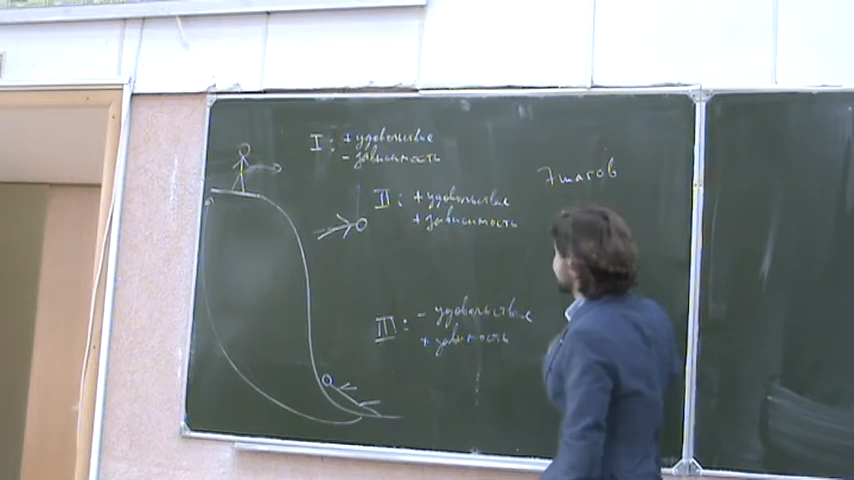 I : + удовольствие
- зависимость
7 шагов
II : + удовольствие
+ зависимость
III : - удовольствие
+ зависимость